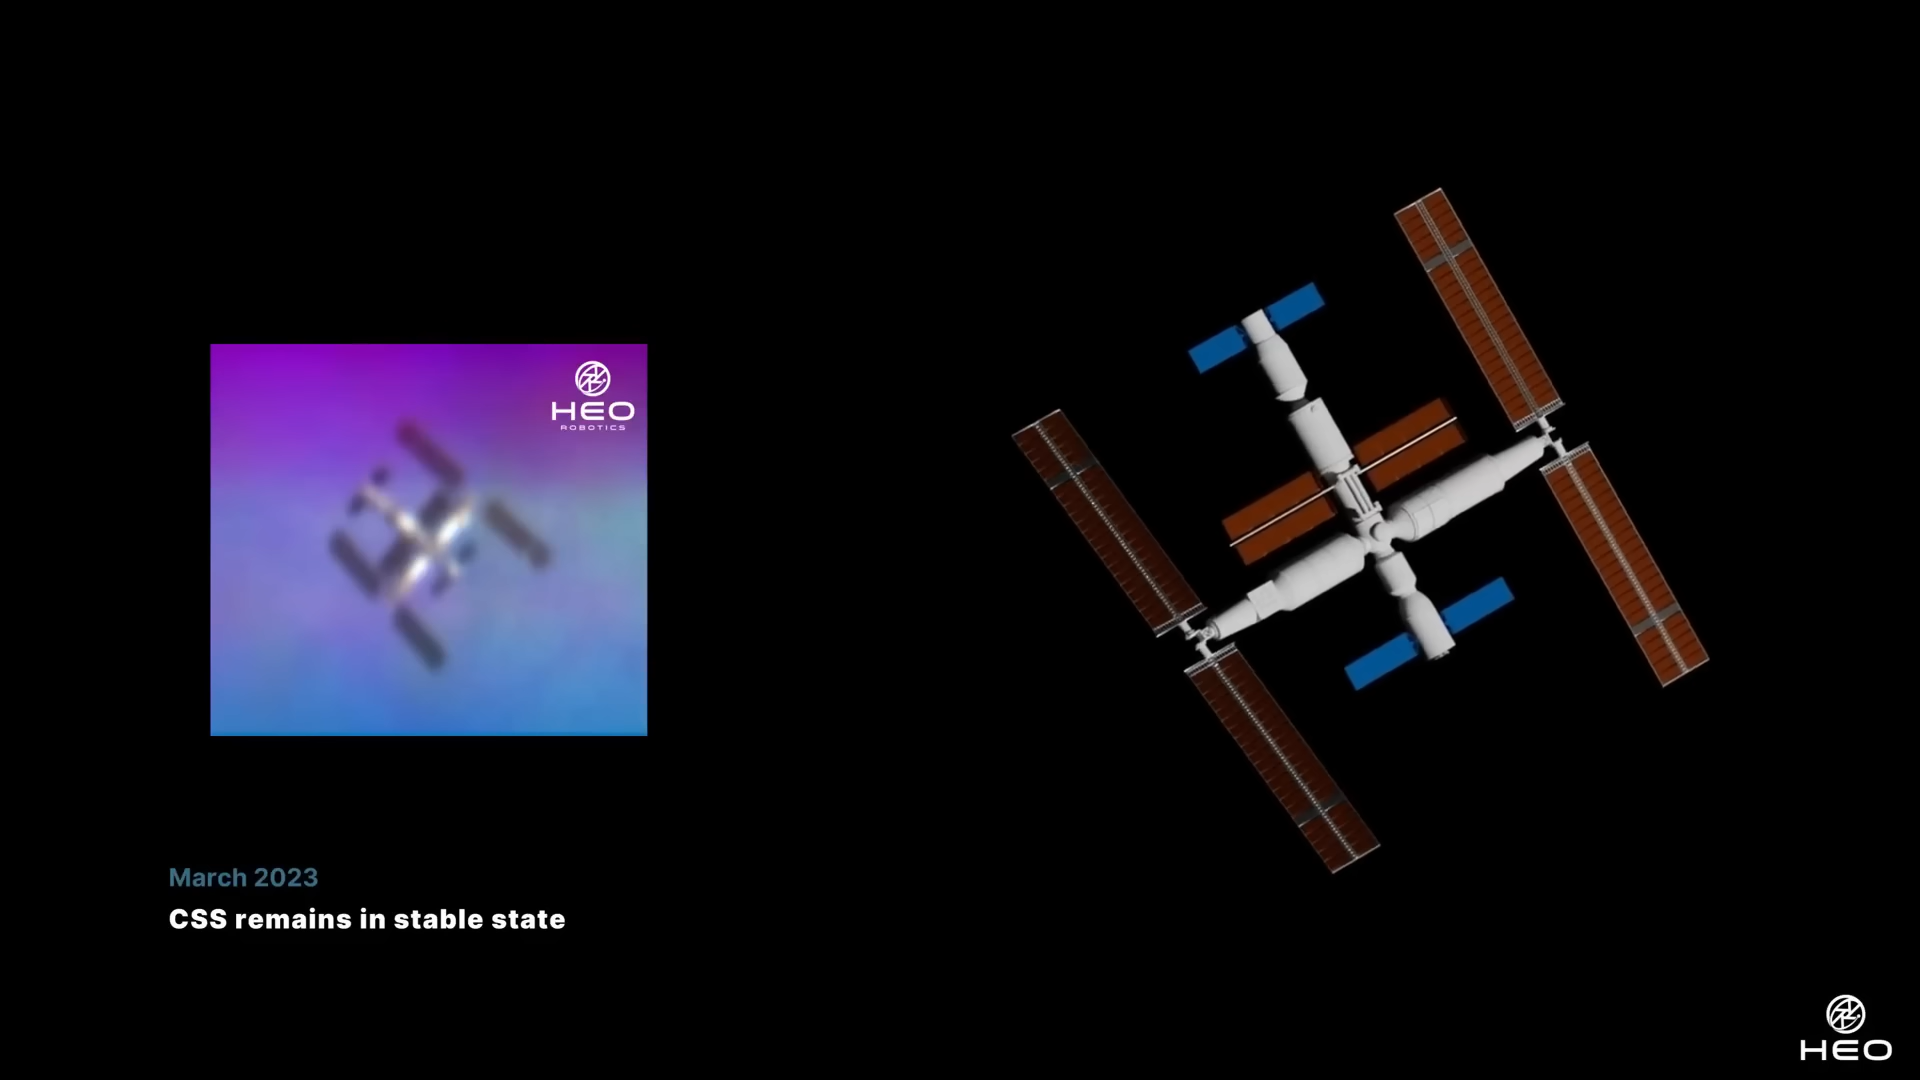 HEO
ROBOTICS
March 2023
CSS remains in stable state
HEO